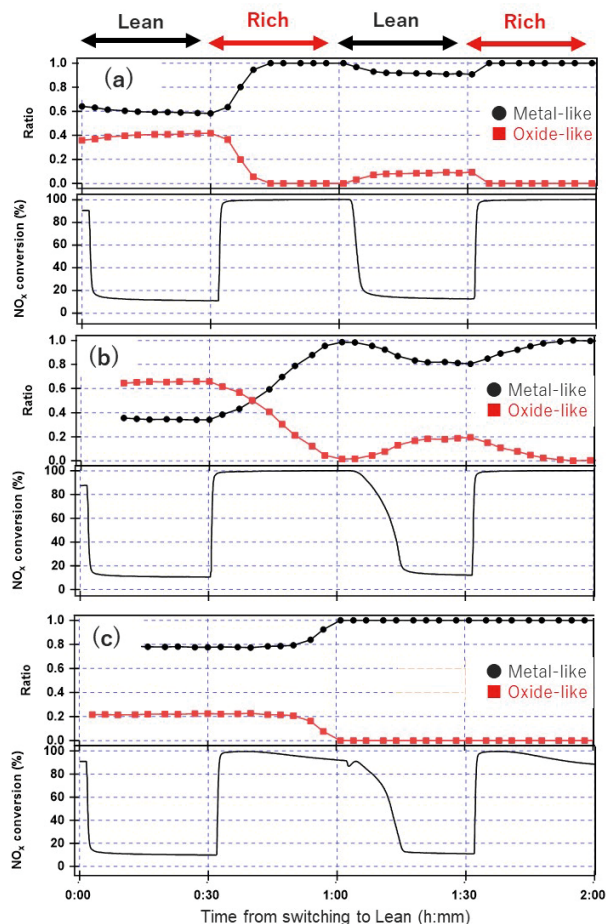 Lean Rich Lean Rich
(a)
1.0
0.8
0.6
0.4
0.2
0.0
Ratio
Metal-like
Oxide-like
100
80
60
40
20
0
NOx conversion (%)
(b)
1.0
0.8
0.6
0.4
0.2
0.0
Ratio
Metal-like
Oxide-like
100
80
60
40
20
0
NOx conversion (%)
(c)
1.0
0.8
0.6
0.4
0.2
0.0
Ratio
Metal-like
Oxide-like
100
80
60
40
20
0
NOx conversion (%)
0:00 0:30 1:00 1:30 2:00
Time from switching to Lean (h:mm)